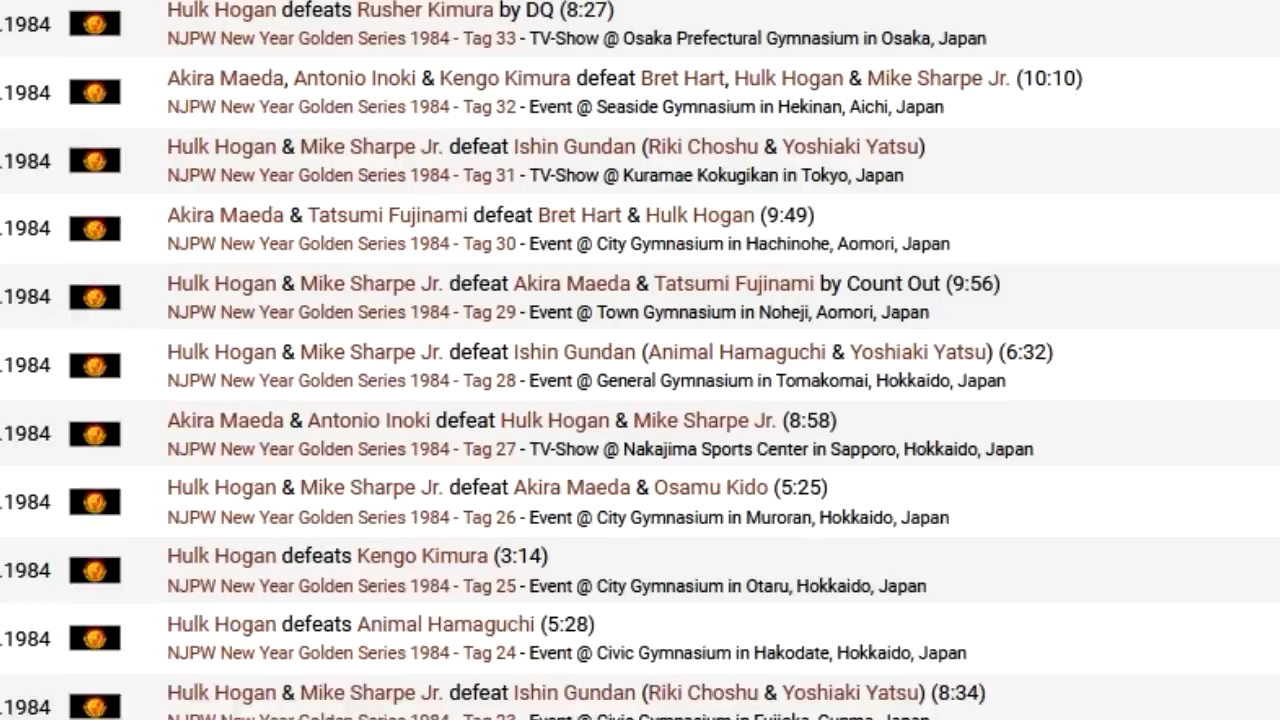 Hulk Hogan defeats Rusher Kimura by DQ (8:27)
.1984
NJPW New Year Golden Series 1984 - Tag 33 - TV-Show @ Osaka Prefectural Gymnasium in Osaka, Japan
Akira Maeda, Antonio Inoki & Kengo Kimura defeat Bret Hart, Hulk Hogan & Mike Sharpe Jr. (10:10)
.1984
NJPW New Year Golden Series 1984 - Tag 32 - Event @ Seaside Gymnasium in Hekinan, Aichi, Japan
Hulk Hogan & Mike Sharpe Jr. defeat Ishin Gundan (Riki Choshu & Yoshiaki Yatsu)
.1984
NJPW New Year Golden Series 1984 - Tag 31 - TV-Show @ Kuramae Kokugikan in Tokyo, Japan
Akira Maeda & Tatsumi Fujinami defeat Bret Hart & Hulk Hogan (9:49)
.1984
NJPW New Year Golden Series 1984 - Tag 30 - Event @ City Gymnasium in Hachinohe, Aomori, Japan
Hulk Hogan & Mike Sharpe Jr. defeat Akira Maeda & Tatsumi Fujinami by Count Out (9:56)
.1984
NJPW New Year Golden Series 1984 - Tag 29 - Event @ Town Gymnasium in Noheji, Aomori, Japan
Hulk Hogan & Mike Sharpe Jr. defeat Ishin Gundan (Animal Hamaguchi & Yoshiaki Yatsu) (6:32)
.1984
NJPW New Year Golden Series 1984 - Tag 28 - Event @ General Gymnasium in Tomakomai, Hokkaido, Japan
Akira Maeda & Antonio Inoki defeat Hulk Hogan & Mike Sharpe Jr. (8:58)
.1984
NJPW New Year Golden Series 1984 - Tag 27 - TV-Show @ Nakajima Sports Center in Sapporo, Hokkaido, Japan
Hulk Hogan & Mike Sharpe Jr. defeat Akira Maeda & Osamu Kido (5:25)
.1984
NJPW New Year Golden Series 1984 - Tag 26 - Event @ City Gymnasium in Muroran, Hokkaido, Japan
Hulk Hogan defeats Kengo Kimura (3:14)
.1984
NJPW New Year Golden Series 1984 - Tag 25 - Event @ City Gymnasium in Otaru, Hokkaido, Japan
Hulk Hogan defeats Animal Hamaguchi (5:28)
.1984
NJPW New Year Golden Series 1984 - Tag 24 - Event @ Civic Gymnasium in Hakodate, Hokkaido, Japan
Hulk Hogan & Mike Sharpe Jr. defeat Ishin Gundan (Riki Choshu & Yoshiaki Yatsu) (8:34)
.1984
NJPW New Year Golden Series 1984 - Tag 23 - Event @ Civic Gymnasium in Fujioka, Gunma, Japan